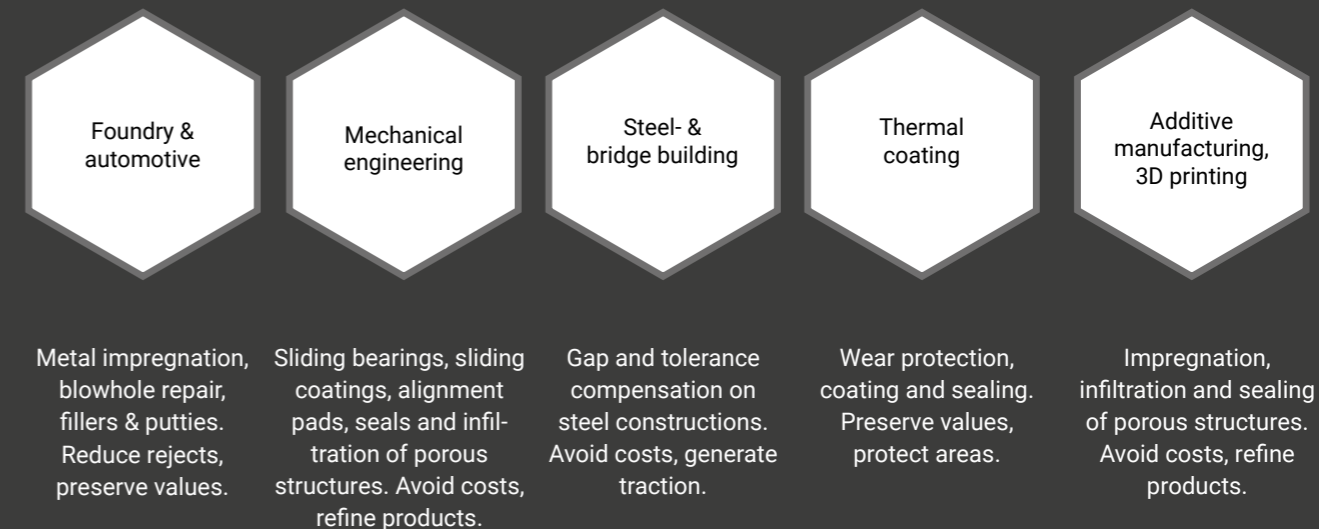 Foundry &
automotive
Mechanical
engineering
Steel- &
bridge building
Thermal
coating
Additive
manufacturing,
3D printing
Metal impregnation,
blowhole repair,
fillers & putties.
Reduce rejects,
preserve values.
Sliding bearings, sliding
coatings, alignment
pads, seals and infil-
tration of porous
structures. Avoid costs,
refine products.
Gap and tolerance
compensation on
steel constructions.
Avoid costs, generate
traction.
Wear protection,
coating and sealing.
Preserve values,
protect areas.
Impregnation,
infiltration and sealing
of porous structures.
Avoid costs, refine
products.